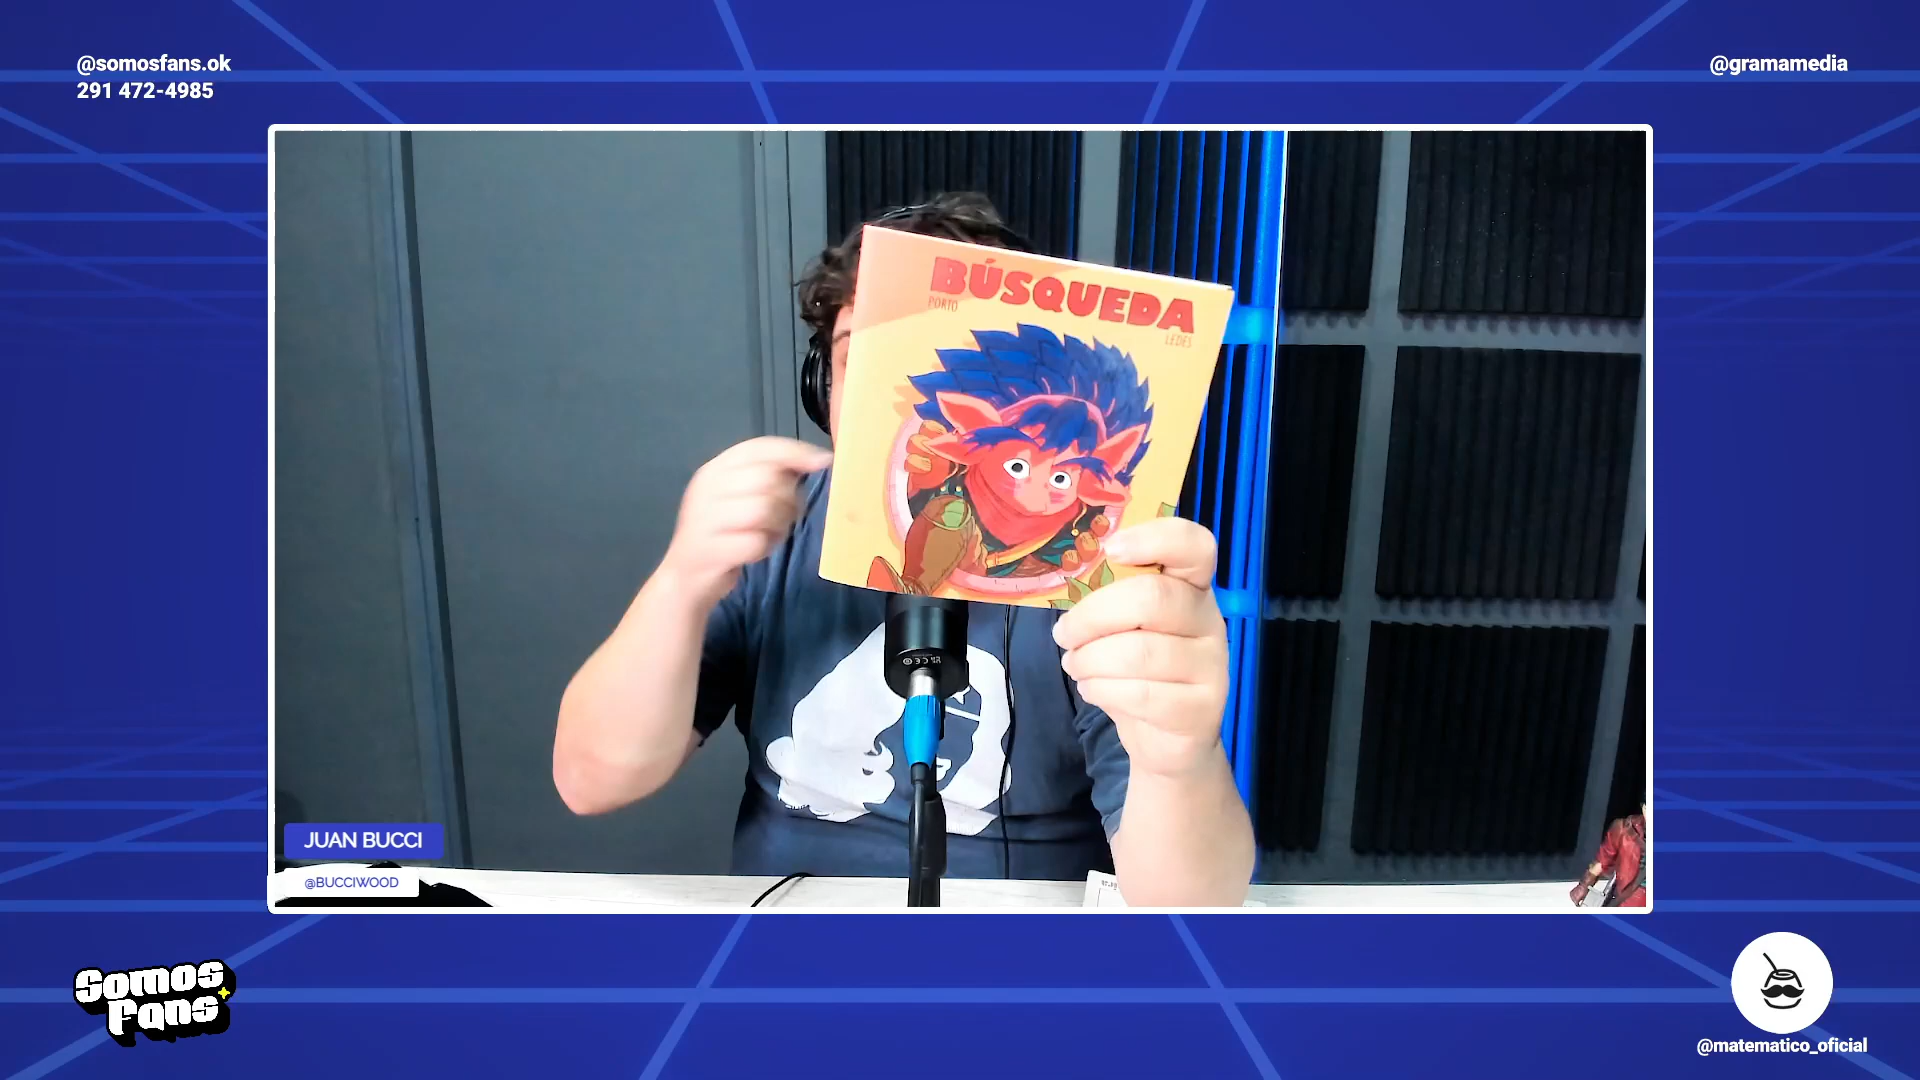 @somosfans.ok
291 472-4985
@gramamedia
BÚSQUEDA
PORTO
LEDES
JUAN BUCCI
@BUCCIWOOD
Somos
Fans
@matematico_oficial